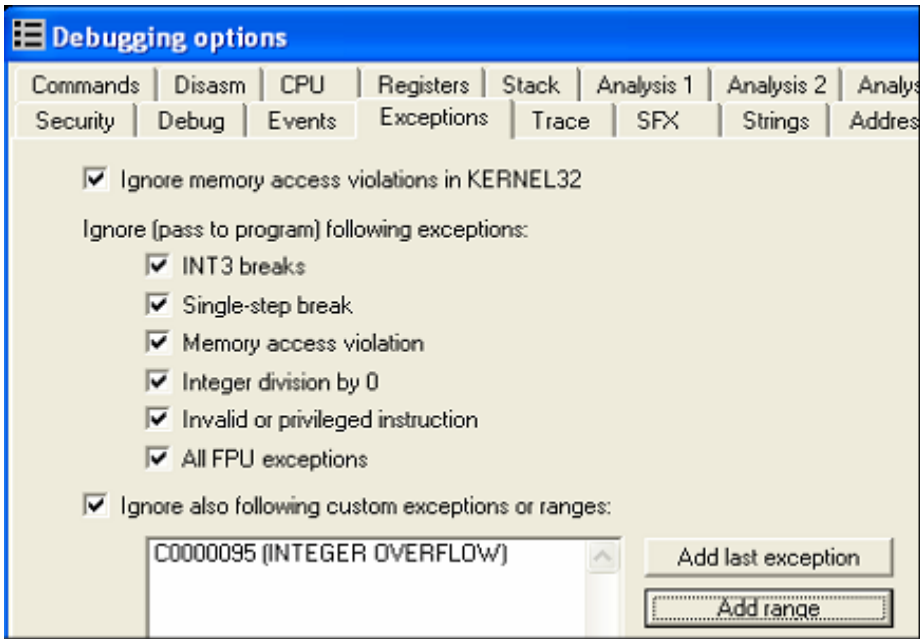 Debugging options
Commands Disasm CPU Registers Stack Analysis 1 Analysis 2
Security Debug Events Exceptions Trace SFX Strings
Ignore memory access violations in KERNEL32
Ignore (pass to program) following exceptions:
INT3 breaks
Single-step break
Memory access violation
Integer division by 0
Invalid or privileged instruction
All FPU exceptions
Ignore also following custom exceptions or ranges:
C0000095 (INTEGER OVERFLOW)
Add last exception
Add range